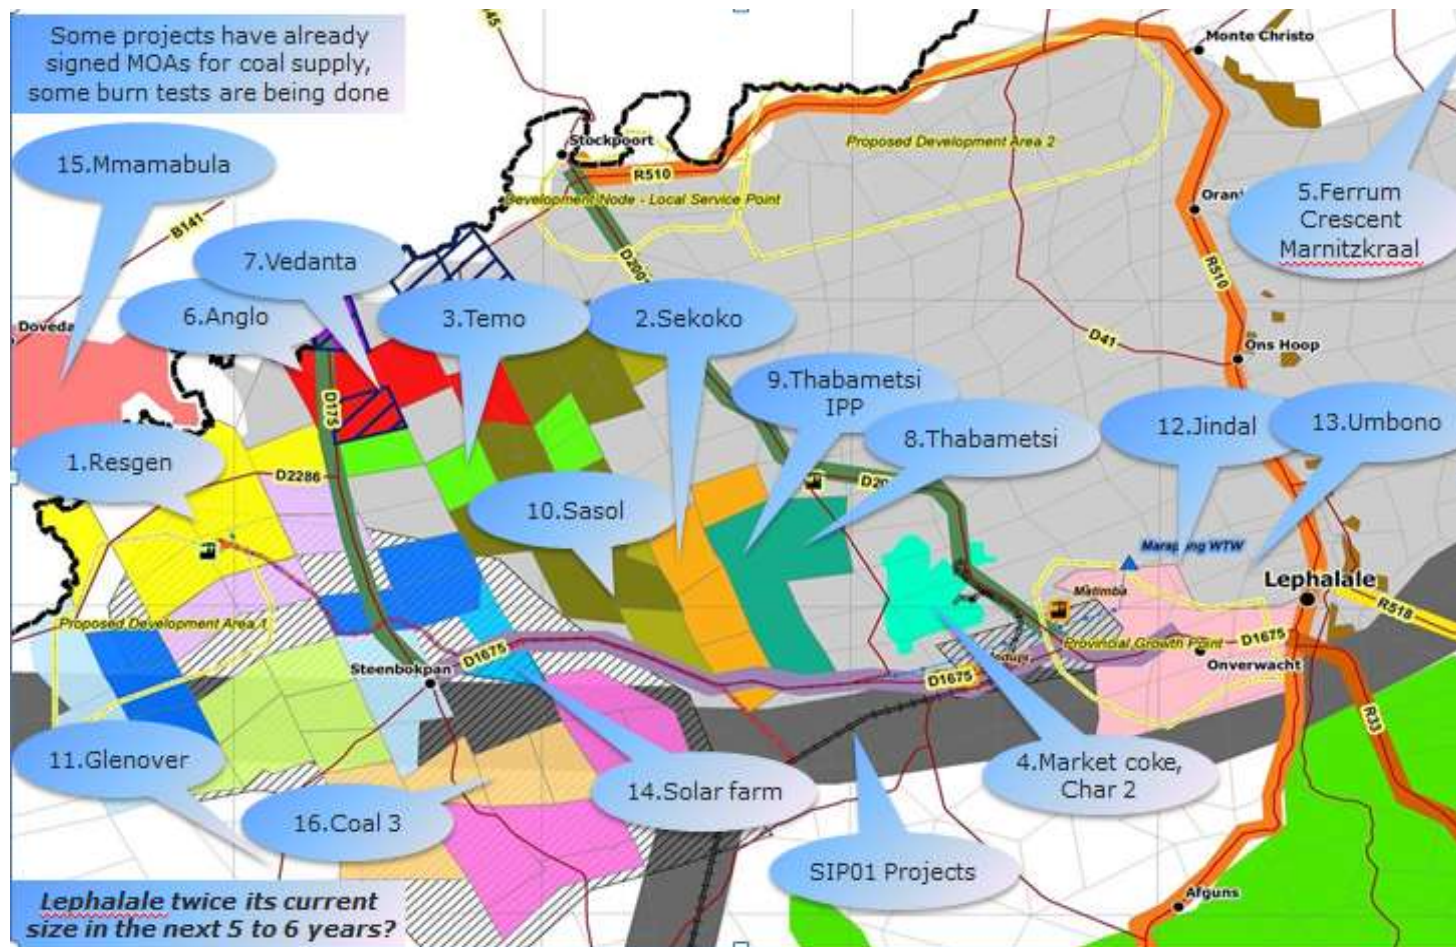 Some projects have already
signed MOAs for coal supply,
some burn tests are being done
Monte Christo
Stockpoort
Proposed Development Area 2
15.Mmamabula
R510
Development Node - Local Service Point
5.Ferrum
Crescent
Marnitzkraal
B141
7.Vedanta
R510
6.Anglo
3.Temo
2.Sekoko
Doveda
D41
Ons Hoop
9.Thabametsi
IPP
D175
8.Thabametsi
12.Jindal
13.Umbono
1.Resgen
D2286
10.Sasol
WTW
Lephalale
Matimba
R518
Proposed Development Area 1
Provincial Growth Point
D1675
Steenbokpan
D1675
D1675
Onverwacht
R33
11.Glenover
4.Market coke,
Char 2
14.Solar farm
16.Coal 3
SIP01 Projects
Afguns
Lephalale twice its current
size in the next 5 to 6 years?